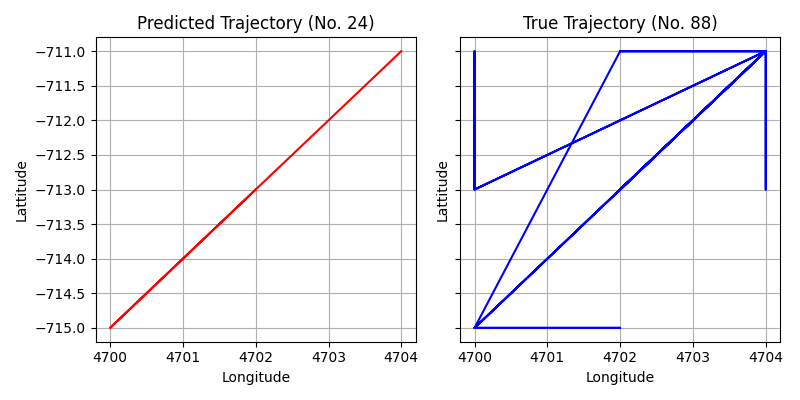 Predicted Trajectory (No. 24)
−711.0
−711.5
−712.0
−712.5
−713.0
−713.5
−714.0
−714.5
−715.0
Lattitude
4700 4701 4702 4703 4704
Longitude
True Trajectory (No. 88)
Lattitude
4700 4701 4702 4703 4704
Longitude